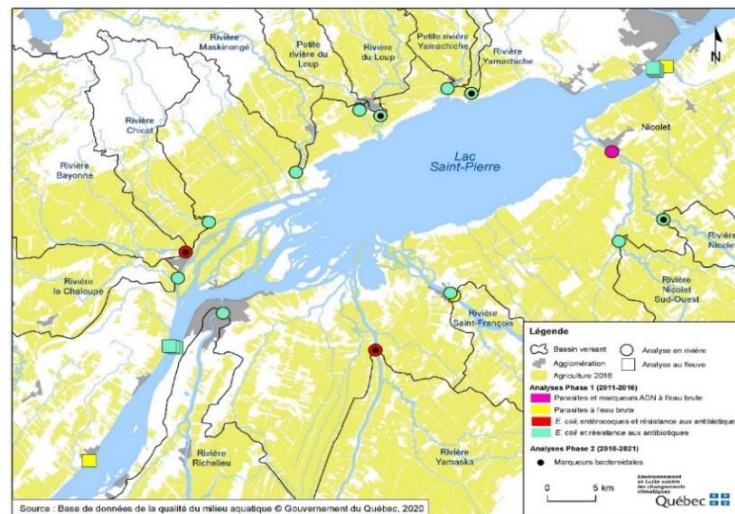 Rivière
Maskinongé
Petite
rivière du
Loup
Rivière
du Loup
Petite rivière
Yamachiche
Rivière
Yamachiche
N
Rivière
Chicot
Rivière
Bayonne
Lac
Saint-Pierre
Nicolet
Rivière
Nicolet
Rivière
la Chaloupe
Rivière
Nicolet
Sud-Ouest
Rivière
Saint-François
Rivière
Richelieu
Rivière
Yamaska
Légende
Bassin versant
Analyse en rivière
Agglomération
Analyse au fleuve
Agriculture 2016
Analyses Phase 1 (2011-2016)
Parasites et marqueurs ADN à l'eau brute
Parasites à l'eau brute
E. coli, entérocoques et résistance aux antibiotique
E. coli et résistance aux antibiotiques
Analyses Phase 2 (2016-2021)
Marqueurs bacteroidales
0 5 km
Environnement
et Lutte contre
les changements
climatiques
Québec
Source : Base de données de la qualité du milieu aquatique © Gouvernement du Québec, 2020